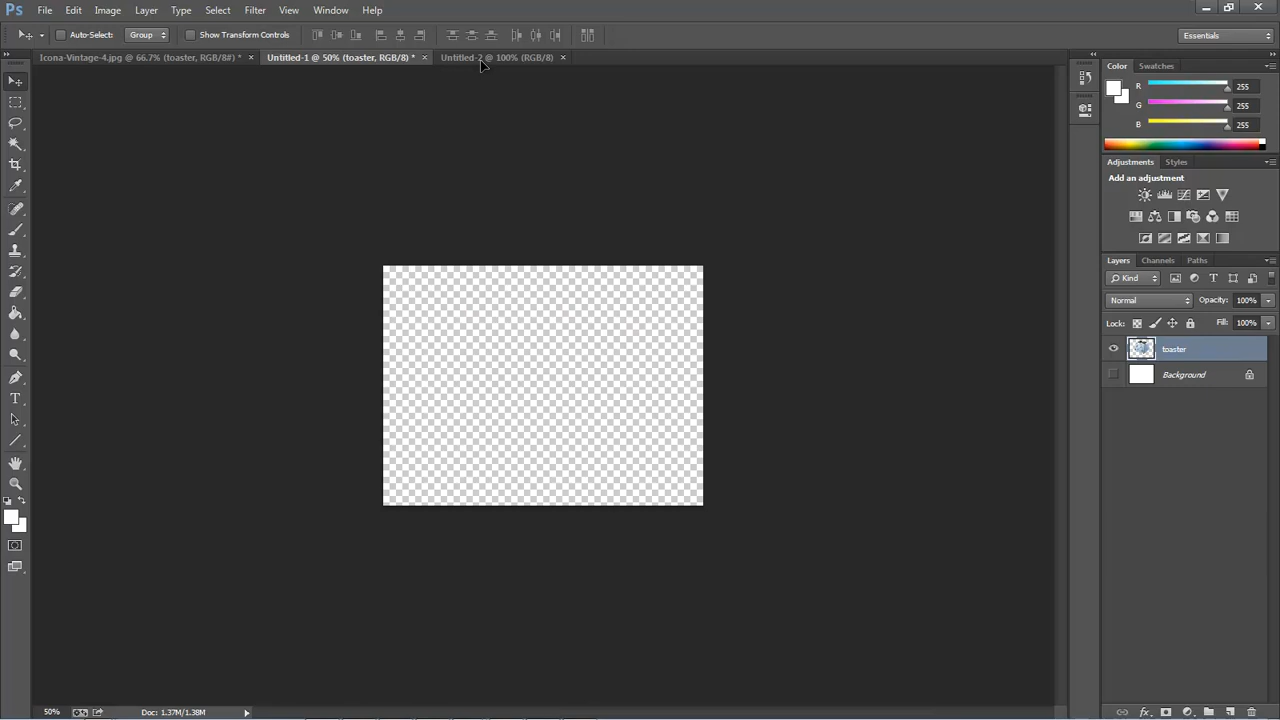 Ps File Edit Image Layer Type Select Filter View Window Help
Auto-Select: Group Show Transform Controls Essentials
Icona-Vintage-4.jpg @ 66.7% (toaster, RGB/8#) * × Untitled-1 @ 50% (toaster, RGB/8) * × Untitled-2 @ 100% (RGB/8) ×
Color Swatches
R 255
G 255
B 255
Adjustments Styles
Add an adjustment
Layers Channels Paths
Kind
Normal Opacity: 100%
Lock: Fill: 100%
toaster
Background
50% Doc: 1.37M/1.38M